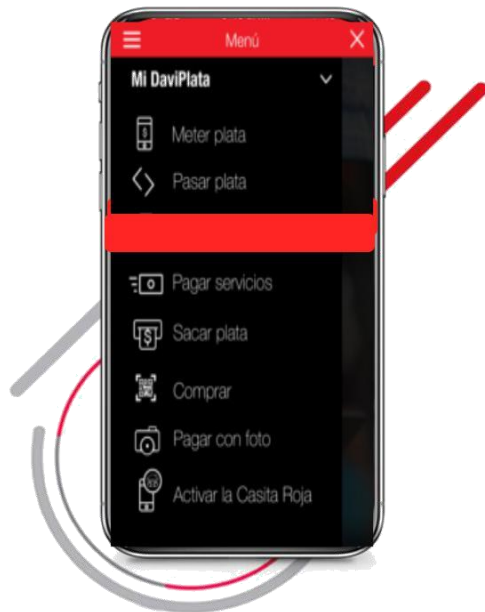 Menú
Mi DaviPlata
Meter plata
Pasar plata
Pagar servicios
Sacar plata
Comprar
Pagar con foto
Activar la Casita Roja